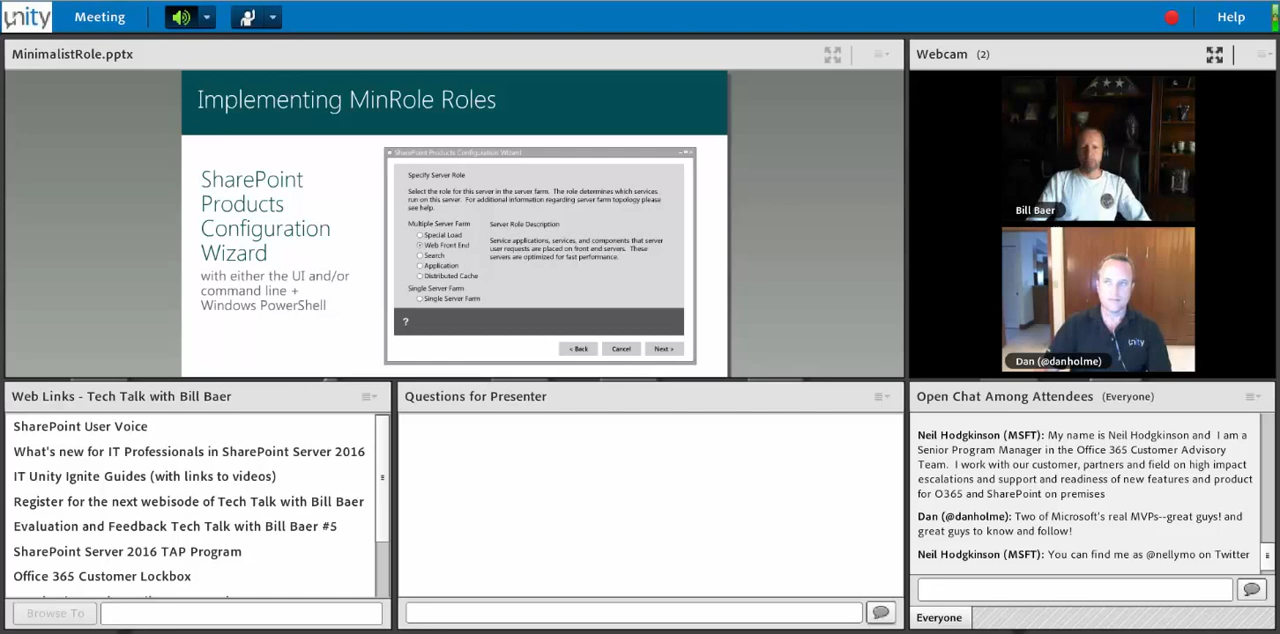 unity
Meeting
Help
MinimalistRole.pptx
Implementing MinRole Roles
SharePoint
Products
Configuration
Wizard
with either the UI and/or
command line +
Windows PowerShell
SharePoint Products Configuration Wizard
Specify Server Role
Select the role for this server in the server farm. The role determines which services
run on this server. For additional information regarding server farm topology please
see help.
Multiple Server Farm
Special Load
Web Front End
Search
Application
Distributed Cache
Single Server Farm
Single Server Farm
Server Role Description
Service applications, services, and components that server
user requests are placed on front end servers. These
servers are optimized for fast performance.
?
< Back
Cancel
Next >
Webcam (2)
Bill Baer
unity
Dan (@danholme)
Web Links - Tech Talk with Bill Baer
SharePoint User Voice
What's new for IT Professionals in SharePoint Server 2016
IT Unity Ignite Guides (with links to videos)
Register for the next webisode of Tech Talk with Bill Baer
Evaluation and Feedback Tech Talk with Bill Baer #5
SharePoint Server 2016 TAP Program
Office 365 Customer Lockbox
Browse To
Questions for Presenter
Open Chat Among Attendees (Everyone)
Neil Hodgkinson (MSFT): My name is Neil Hodgkinson and I am a
Senior Program Manager in the Office 365 Customer Advisory
Team. I work with our customer, partners and field on high impact
escalations and support and readiness of new features and product
for O365 and SharePoint on premises
Dan (@danholme): Two of Microsoft's real MVPs--great guys! and
great guys to know and follow!
Neil Hodgkinson (MSFT): You can find me as @nellymo on Twitter
Everyone